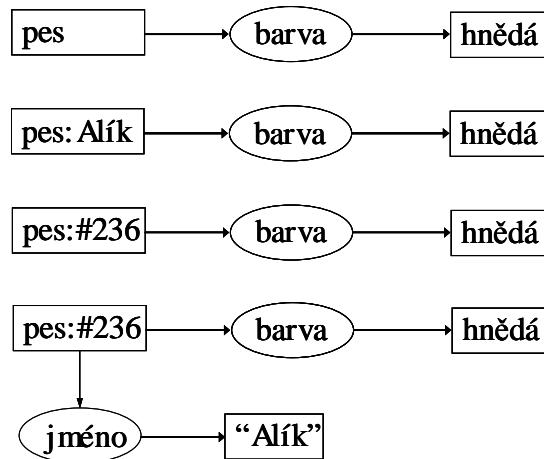 pes barva hnědá
pes: Alík barva hnědá
pes:#236 barva hnědá
pes:#236 barva hnědá
jméno “Alík”